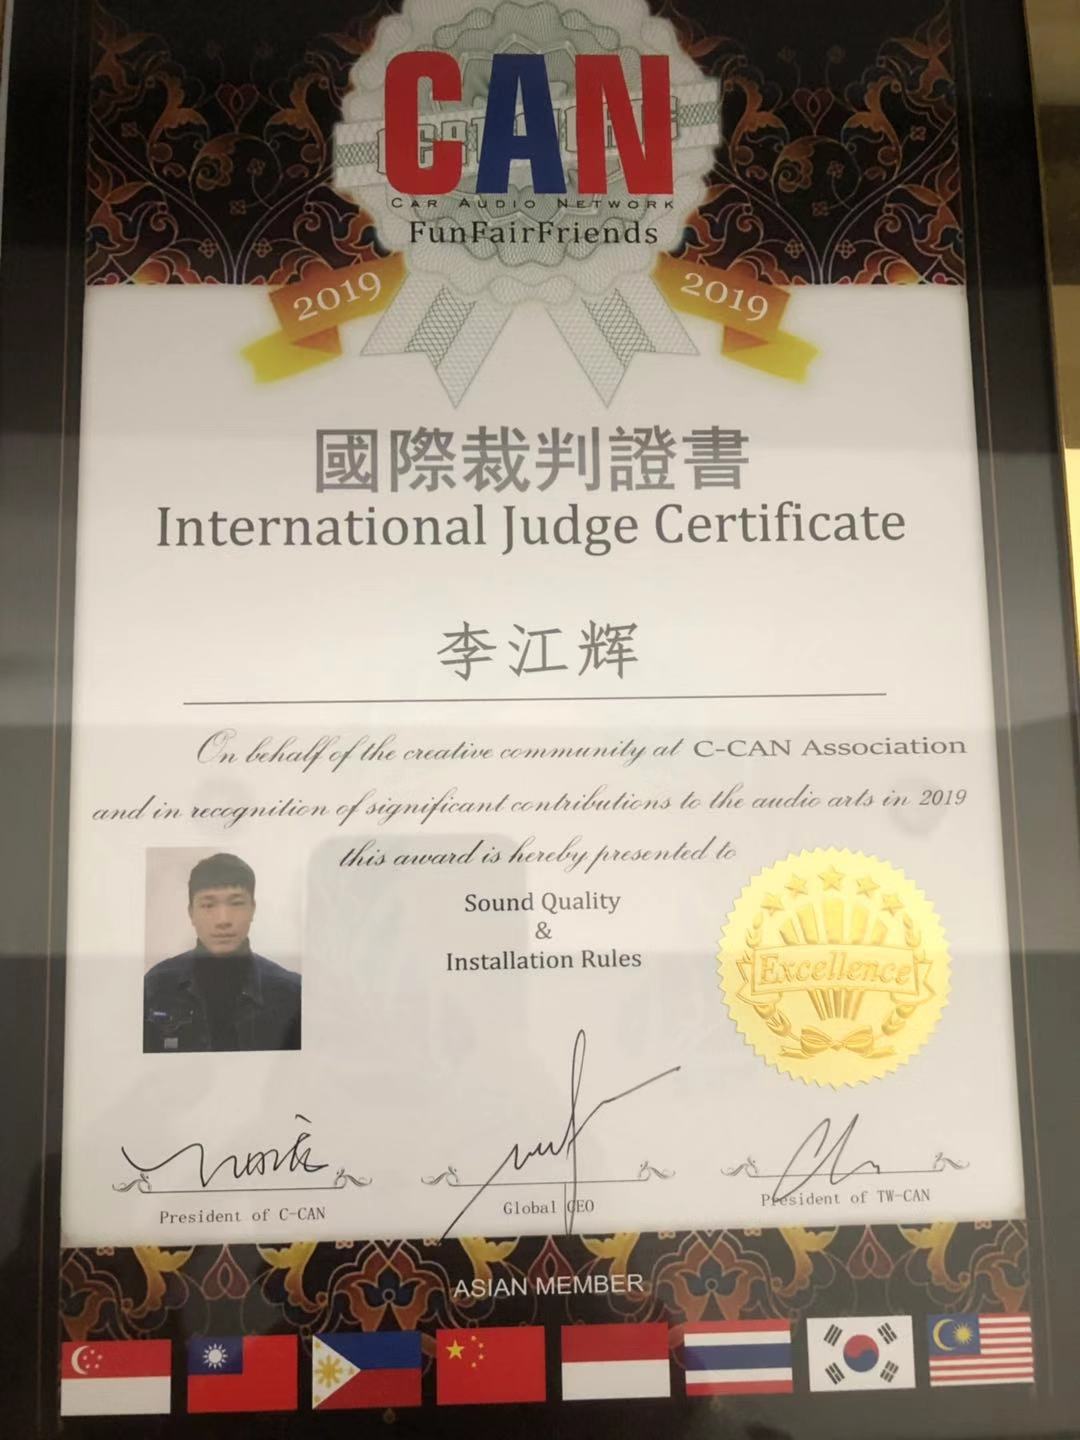 CAN
CAR AUDIO NETWORK
FunFairFriends
2019
2019
國際裁判證書
International Judge Certificate
李江辉
On behalf of the creative community at C-CAN Association
and in recognition of significant contributions to the audio arts in 2019
this award is hereby presented to
Sound Quality
&
Installation Rules
Excellence
President of C-CAN
Global CEO
President of TW-CAN
ASIAN MEMBER